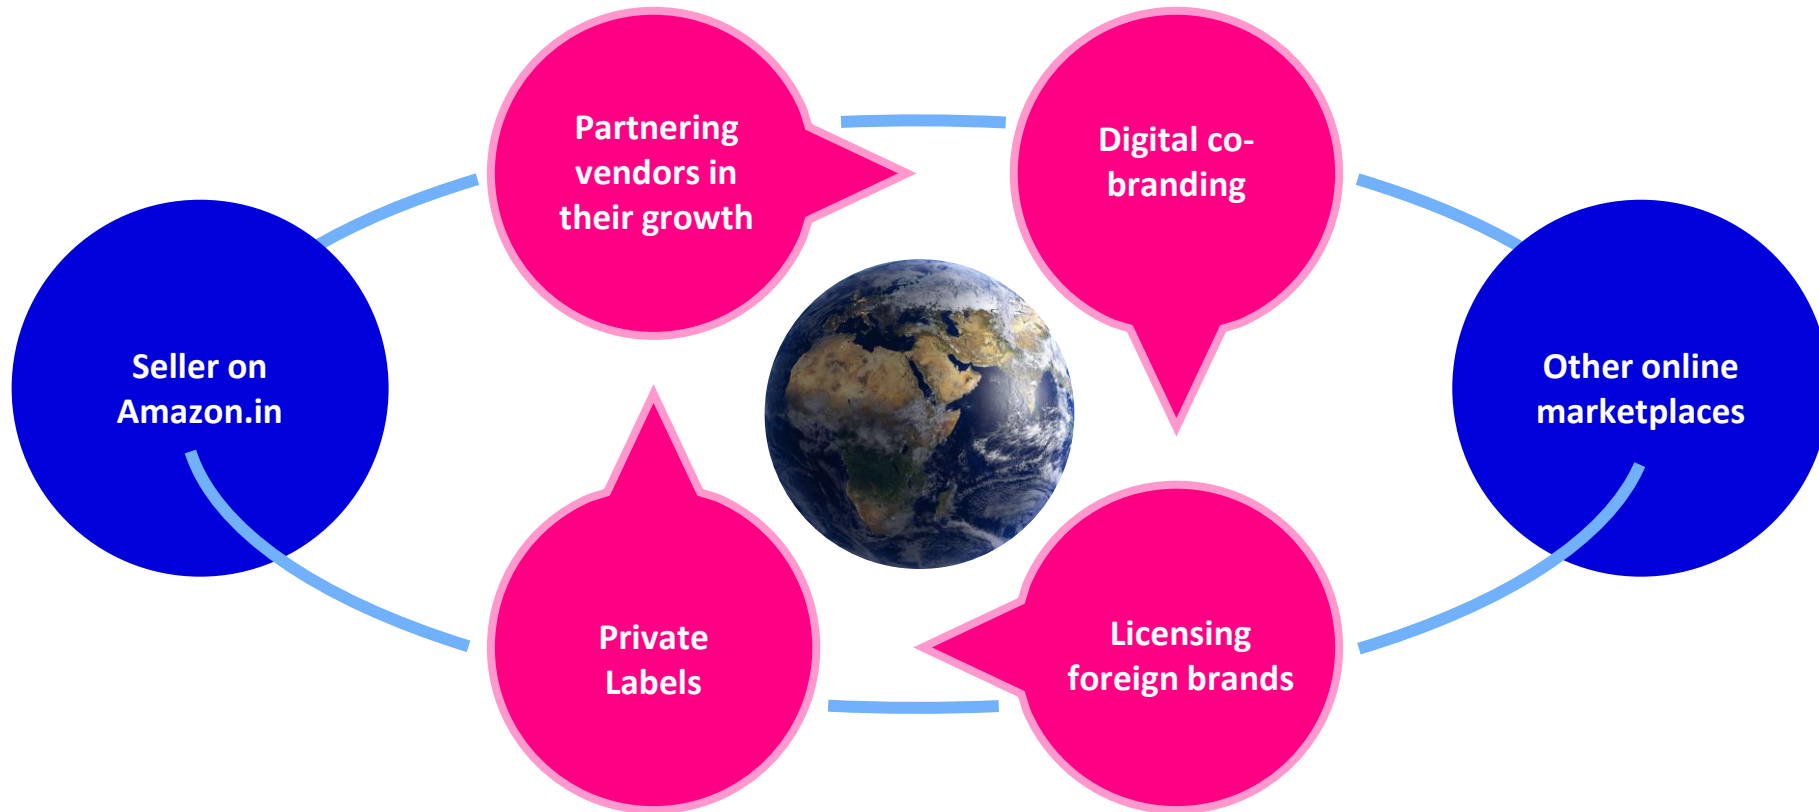 Partnering
vendors in
their growth
Digital co-
branding
Seller on
Amazon.in
Other online
marketplaces
Private
Labels
Licensing
foreign brands